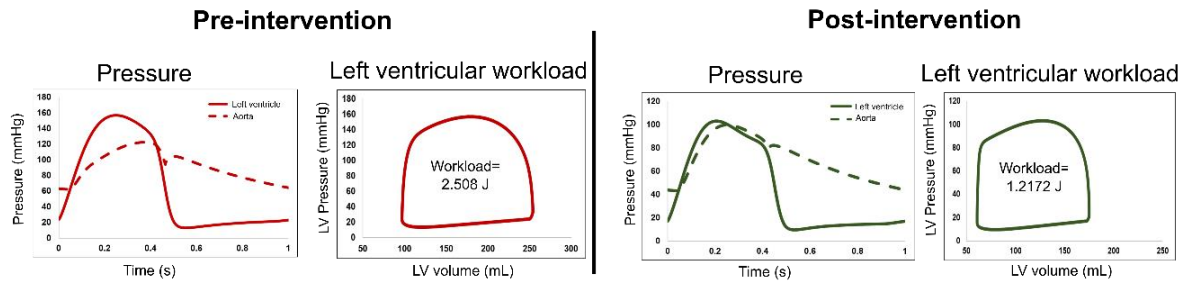 Pre-intervention
Post-intervention
Pressure
Left ventricular workload
Pressure
Left ventricular workload
Pressure (mmHg)
180
160
140
120
100
80
60
40
20
0
Left ventricle
Aorta
0 0.2 0.4 0.6 0.8 1
Time (s)
LV Pressure (mmHg)
180
160
140
120
100
80
60
40
20
0
Workload=
2.508 J
50 100 150 200 250 300
LV volume (mL)
Pressure (mmHg)
120
100
80
60
40
20
0
Left ventricle
Aorta
0 0.2 0.4 0.6 0.8 1
Time (s)
LV Pressure (mmHg)
120
100
80
60
40
20
0
Workload=
1.2172 J
50 100 150 200 250
LV volume (mL)